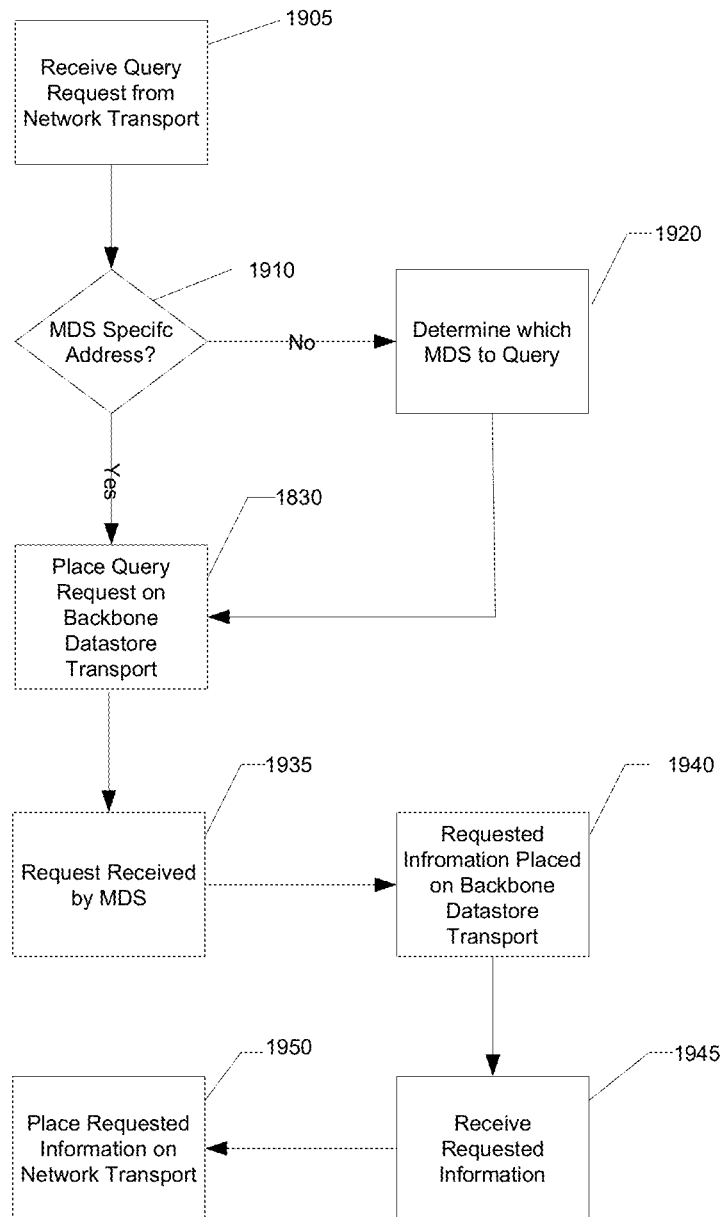 1905
Receive Query
Request from
Network Transport
1910
MDS Specifc
Address?
No
1920
Determine which
MDS to Query
Yes
1830
Place Query
Request on
Backbone
Datastore
Transport
1935
Request Received
by MDS
1940
Requested
Infromation Placed
on Backbone
Datastore
Transport
1945
Receive
Requested
Information
1950
Place Requested
Information on
Network Transport